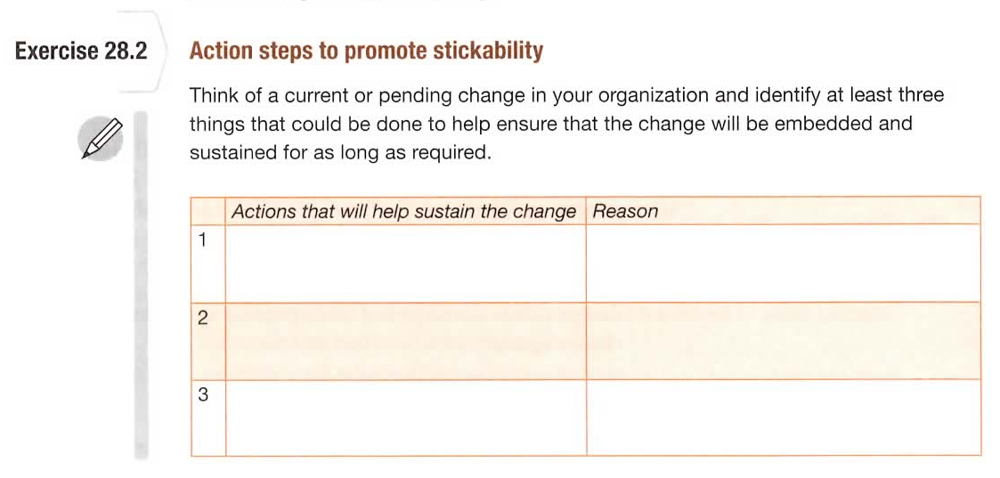 Exercise 28.2
Action steps to promote stickability
Think of a current or pending change in your organization and identify at least three
things that could be done to help ensure that the change will be embedded and
sustained for as long as required.
Actions that will help sustain the change Reason
1
2
3